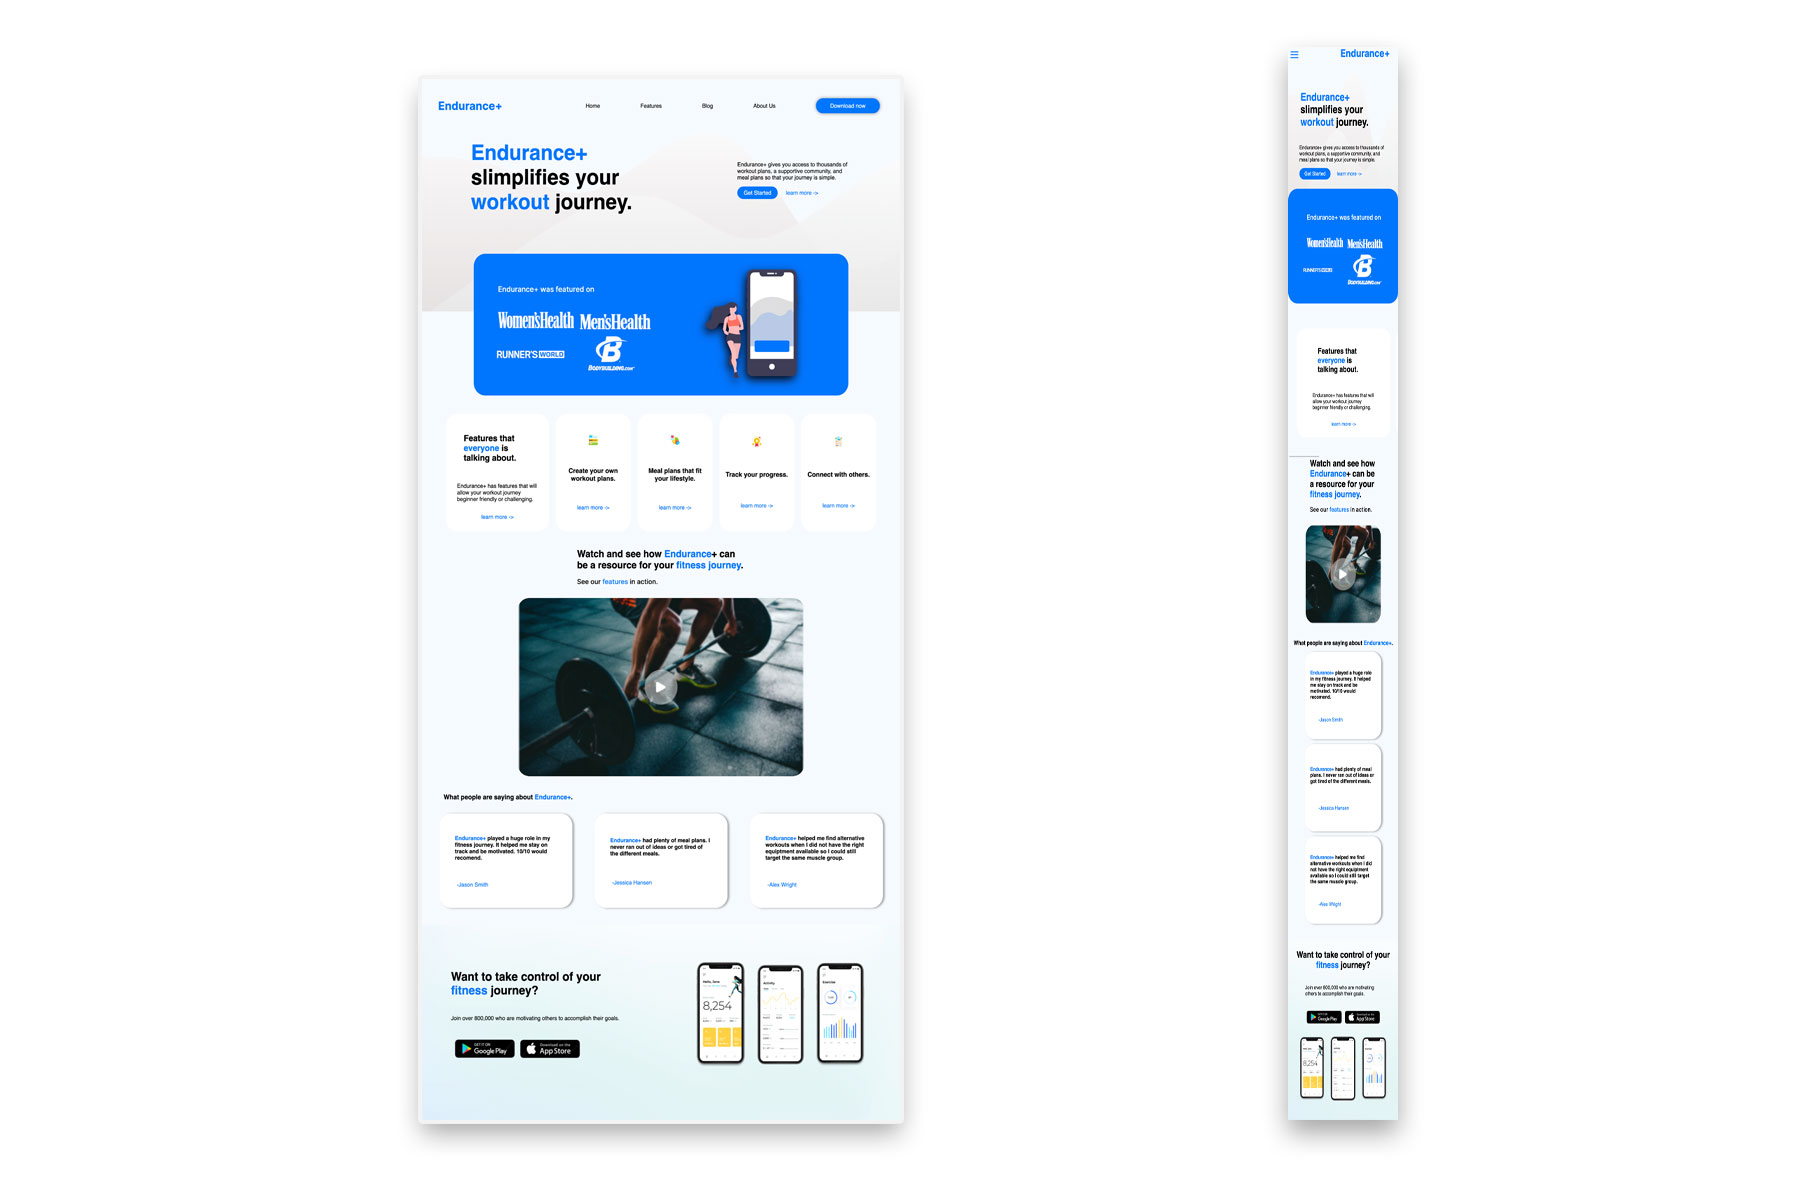 Endurance+
Home
Features
Blog
About Us
Download now
Endurance+
slimplifies your
workout journey.
Endurance+ gives you access to thousands of
workout plans, a supportive community, and
meal plans so that your journey is simple.
Get Started
learn more ->
Endurance+ was featured on
Women'sHealth
Men'sHealth
RUNNER'S WORLD
B
BODYBUILDING.com
Features that
everyone is
talking about.
Endurance+ has features that will
allow your workout journey
beginner friendly or challenging.
learn more ->
Create your own
workout plans.
learn more ->
Meal plans that fit
your lifestyle.
learn more ->
Track your progress.
learn more ->
Connect with others.
learn more ->
Watch and see how Endurance+ can
be a resource for your fitness journey.
See our features in action.
What people are saying about Endurance+.
Endurance+ played a huge role in my
fitness journey. It helped me stay on
track and be motivated. 10/10 would
recomend.
-Jason Smith
Endurance+ had plenty of meal plans. I
never ran out of ideas or got tired of
the different meals.
-Jessica Hansen
Endurance+ helped me find alternative
workouts when I did not have the right
equiptment available so I could still
target the same muscle group.
-Alex Wright
Want to take control of your
fitness journey?
Join over 800,000 who are motivating others to accomplish their goals.
GET IT ON
Google Play
Download on the
App Store
Hello, Jane
8,254
Activity
Exercise
Endurance+
Endurance+
slimplifies your
workout journey.
Endurance+ gives you access to thousands of
workout plans, a supportive community, and
meal plans so that your journey is simple.
Get Started
learn more ->
Endurance+ was featured on
Women'sHealth
Men'sHealth
RUNNER'S WORLD
B
BODYBUILDING.com
Features that
everyone is
talking about.
Endurance+ has features that will
allow your workout journey
beginner friendly or challenging.
learn more ->
Watch and see how
Endurance+ can be
a resource for your
fitness journey.
See our features in action.
What people are saying about Endurance+.
Endurance+ played a huge role
in my fitness journey. It helped
me stay on track and be
motivated. 10/10 would
recomend.
-Jason Smith
Endurance+ had plenty of meal
plans. I never ran out of ideas or
got tired of the different meals.
-Jessica Hansen
Endurance+ helped me find
alternative workouts when I did
not have the right equiptment
available so I could still target
the same muscle group.
-Alex Wright
Want to take control of your
fitness journey?
Join over 800,000 who are motivating
others to accomplish their goals.
Google Play
App Store
8,254